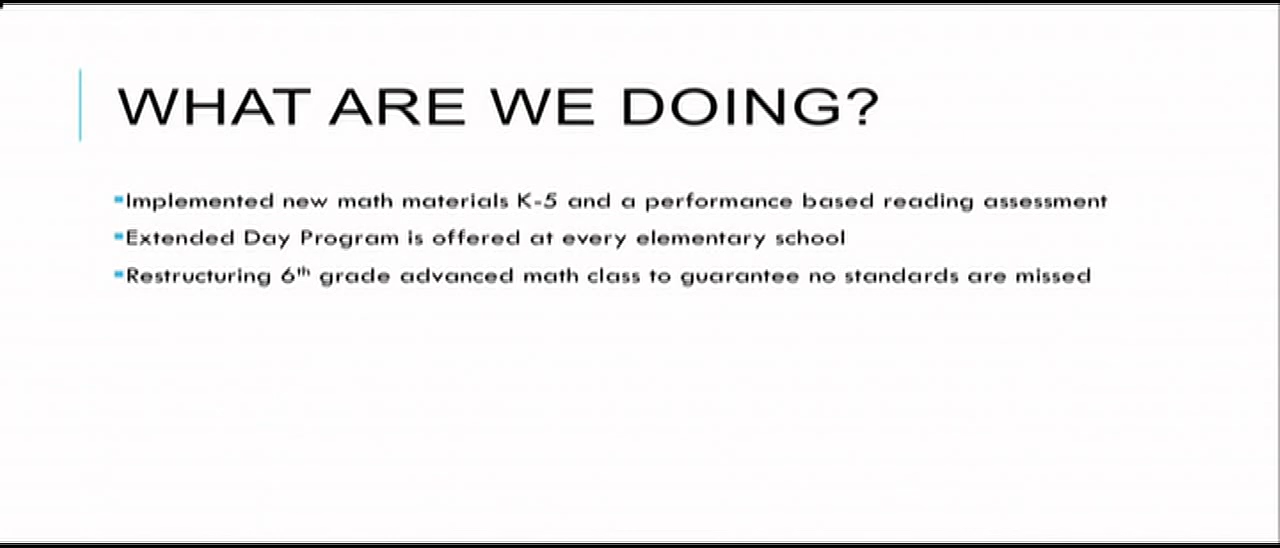 WHAT ARE WE DOING?
Implemented new math materials K-5 and a performance based reading assessment
Extended Day Program is offered at every elementary school
Restructuring 6th grade advanced math class to guarantee no standards are missed